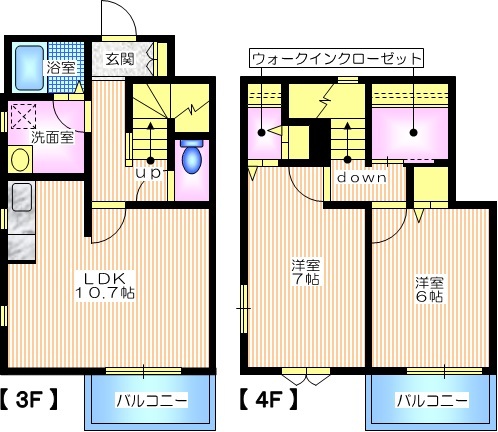 玄関
浴室
洗面室
up
LDK
10.7帖
バルコニー
【3F】
ウォークインクローゼット
down
洋室
7帖
洋室
6帖
バルコニー
【4F】